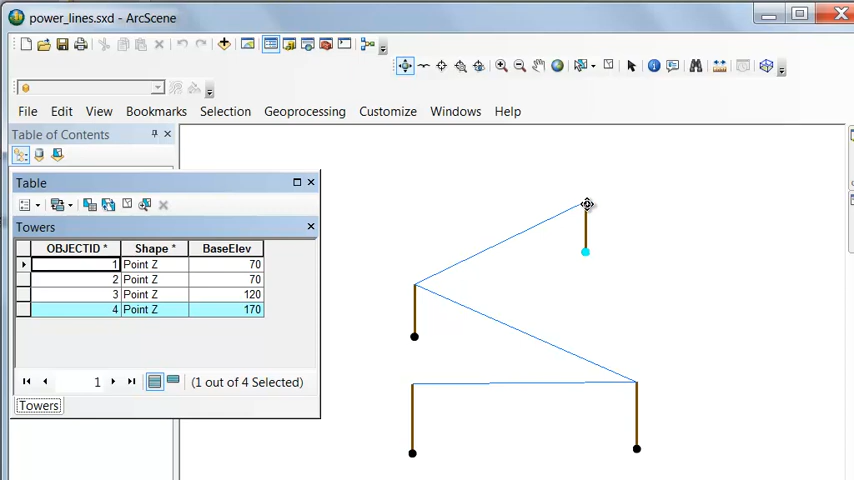 power_lines.sxd - ArcScene
File Edit View Bookmarks Selection Geoprocessing Customize Windows Help
Table of Contents
Table
Towers
OBJECTID * Shape * BaseElev
1 Point Z 70
2 Point Z 70
3 Point Z 120
4 Point Z 170
1 (1 out of 4 Selected)
Towers